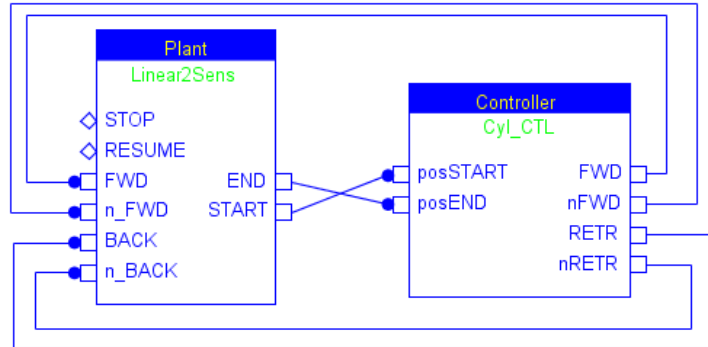 Plant
Linear2Sens
STOP
RESUME
FWD END
n_FWD START
BACK
n_BACK
Controller
Cyl_CTL
posSTART FWD
posEND nFWD
RETR
nRETR